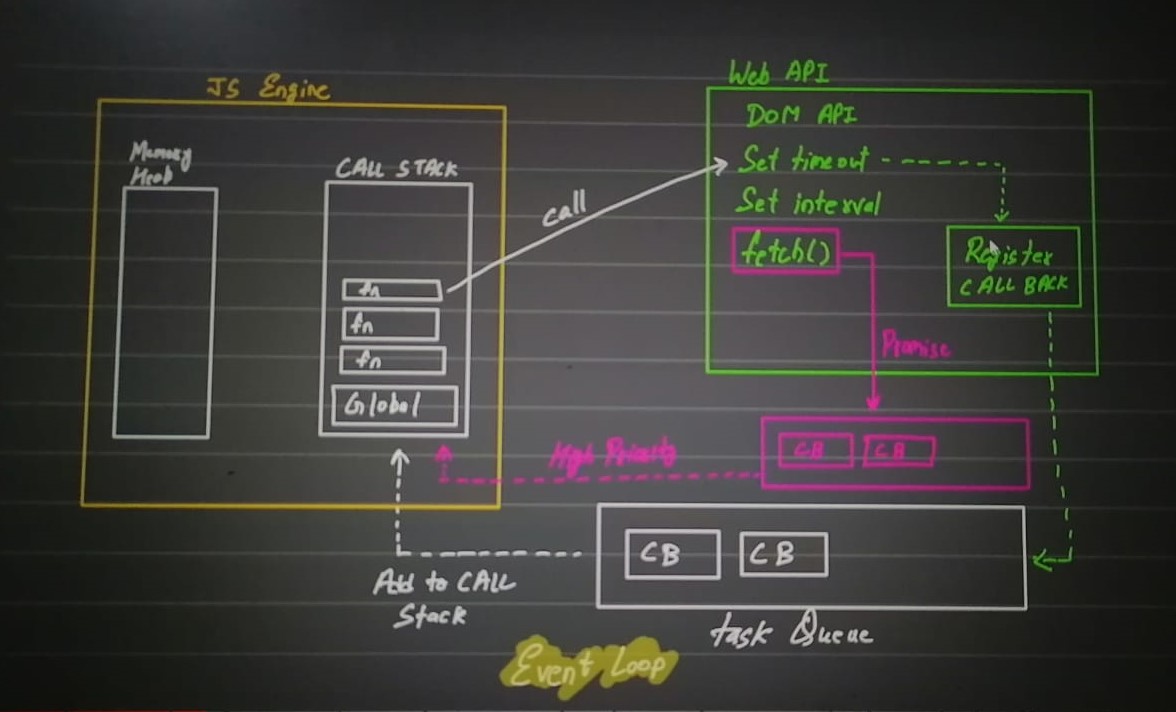 JS Engine
Memory
Heab
CALL STACK
fn
fn
fn
Global
call
Web API
DOM API
Set timeout
Set interval
fetch()
Register
CALL BACK
Promise
High Priority
CB CB
CB CB
Add to CALL
Stack
task Queue
Event Loop